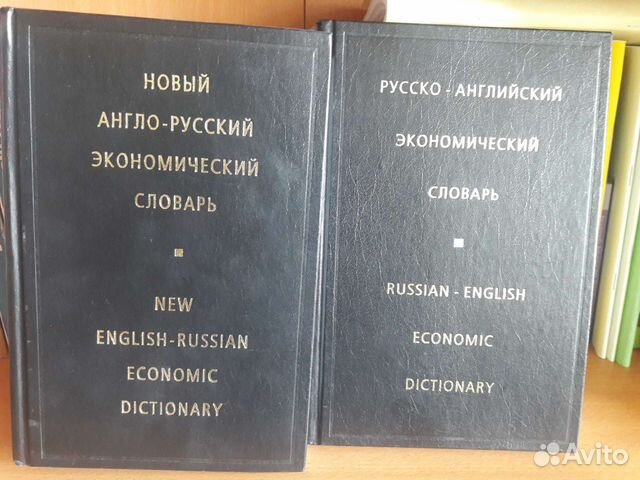 НОВЫЙ
АНГЛО-РУССКИЙ
ЭКОНОМИЧЕСКИЙ
СЛОВАРЬ
NEW
ENGLISH-RUSSIAN
ECONOMIC
DICTIONARY
РУССКО - АНГЛИЙСКИЙ
ЭКОНОМИЧЕСКИЙ
СЛОВАРЬ
RUSSIAN - ENGLISH
ECONOMIC
DICTIONARY
Avito